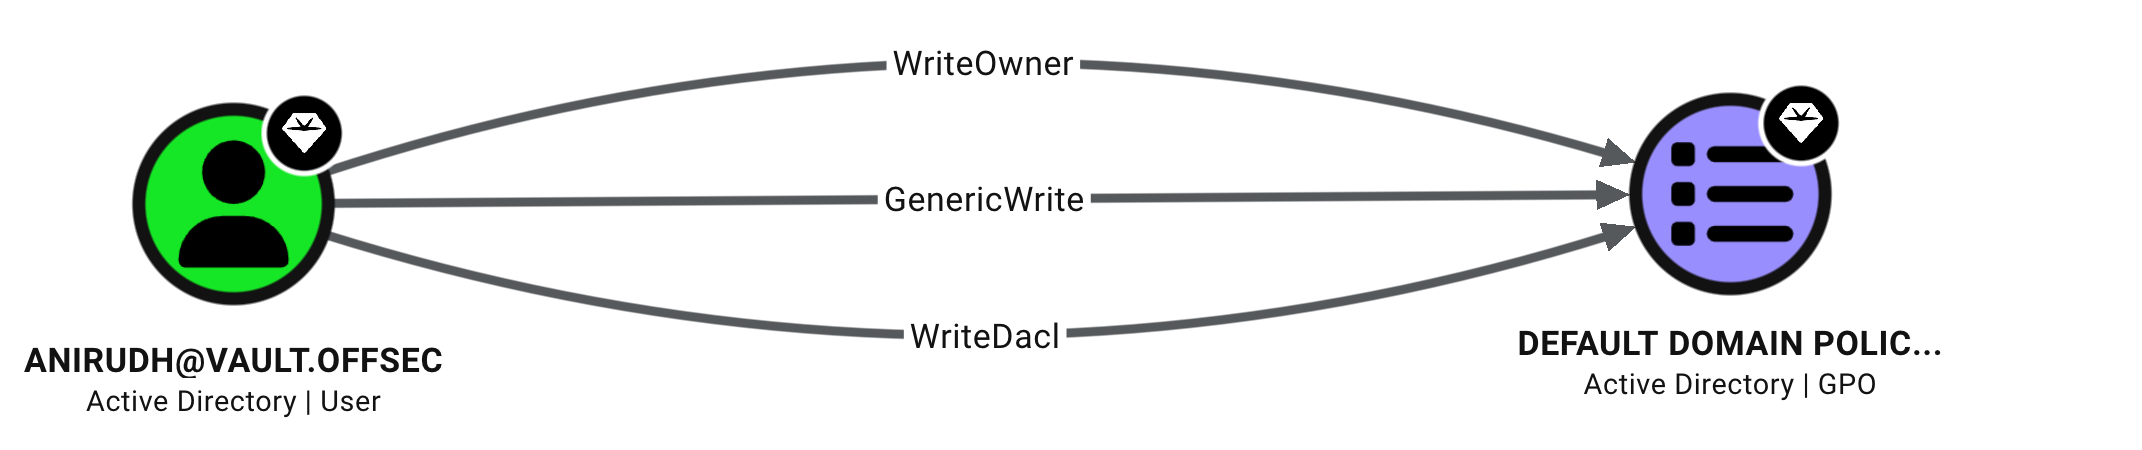 WriteOwner
GenericWrite
WriteDacl
ANIRUDH@VAULT.OFFSEC
Active Directory | User
DEFAULT DOMAIN POLIC...
Active Directory | GPO